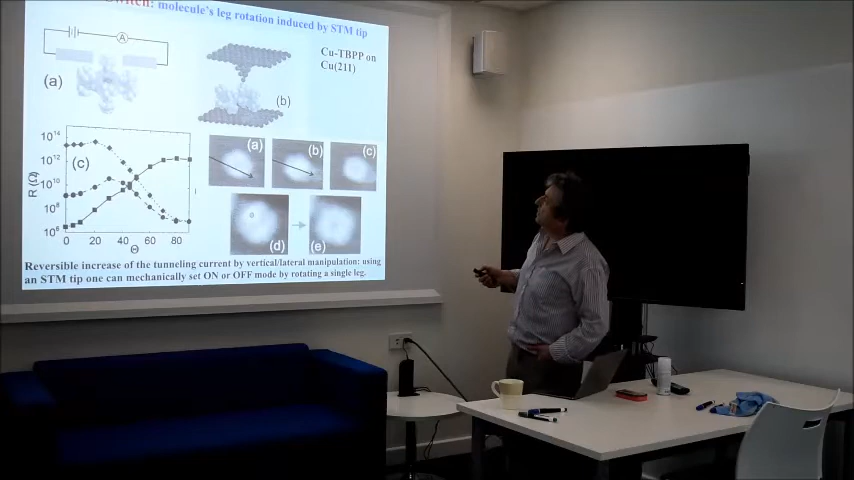 Switch: molecule's leg rotation induced by STM tip
A
Cu-TBPP on
Cu(211)
(a)
(b)
10¹⁴
10¹²
10¹⁰
10⁸
10⁶
R (Ω)
(c)
0 20 40 60 80
Θ
(a) (b) (c)
(d) (e)
Reversible increase of the tunneling current by vertical/lateral manipulation: using
an STM tip one can mechanically set ON or OFF mode by rotating a single leg.